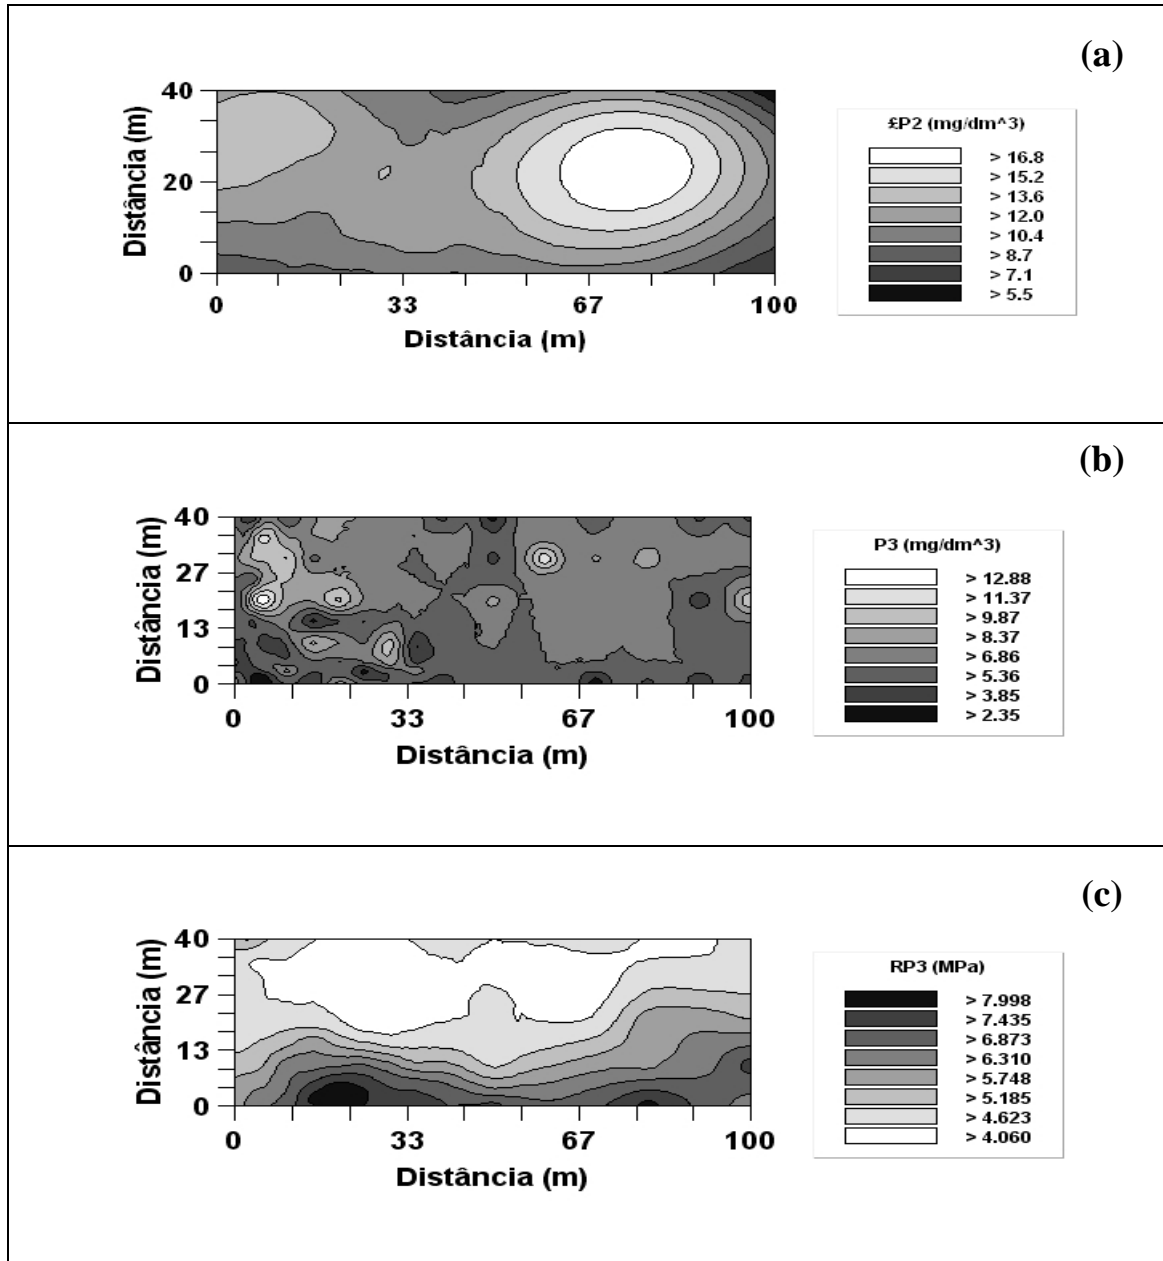 (a)
40
20
0
Distância (m)
0 33 67 100
Distância (m)
£P2 (mg/dm^3)
> 16.8
> 15.2
> 13.6
> 12.0
> 10.4
> 8.7
> 7.1
> 5.5
(b)
40
27
13
0
Distância (m)
0 33 67 100
Distância (m)
P3 (mg/dm^3)
> 12.88
> 11.37
> 9.87
> 8.37
> 6.86
> 5.36
> 3.85
> 2.35
(c)
40
27
13
0
Distância (m)
0 33 67 100
Distância (m)
RP3 (MPa)
> 7.998
> 7.435
> 6.873
> 6.310
> 5.748
> 5.185
> 4.623
> 4.060